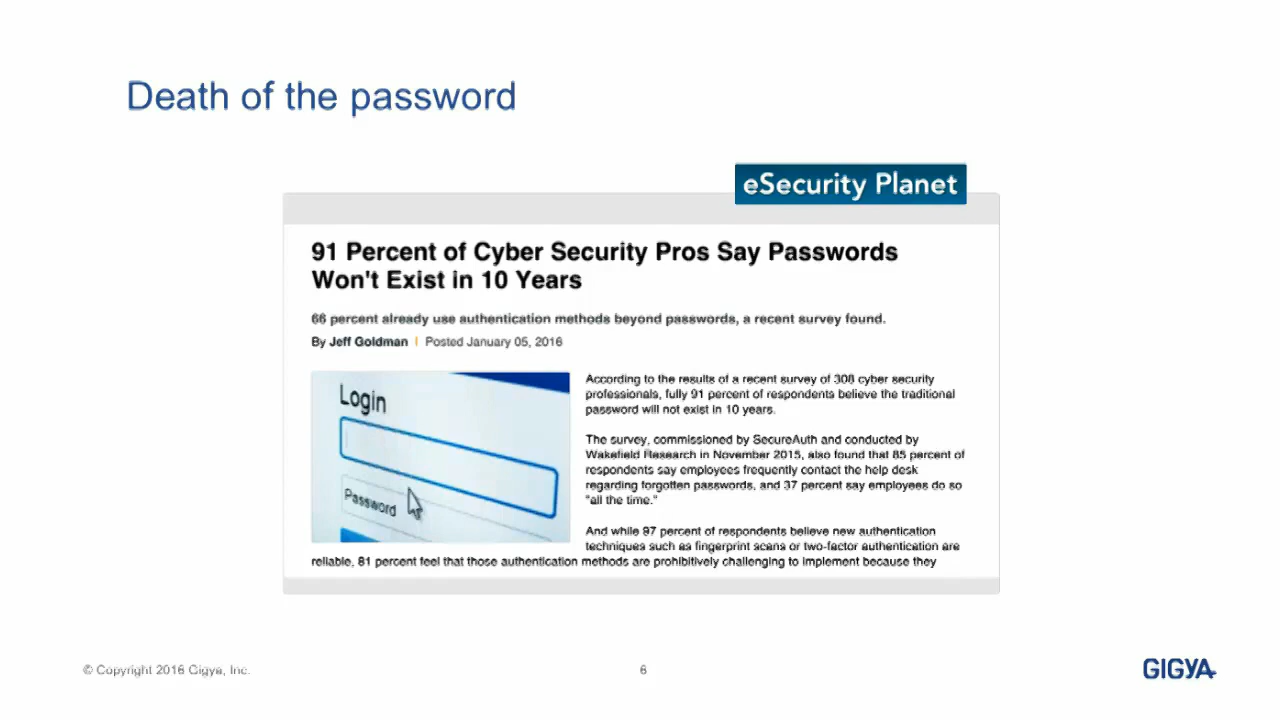 Death of the password
eSecurity Planet
91 Percent of Cyber Security Pros Say Passwords
Won't Exist in 10 Years
66 percent already use authentication methods beyond passwords, a recent survey found.
By Jeff Goldman | Posted January 05, 2016
Login
Password
According to the results of a recent survey of 308 cyber security
professionals, fully 91 percent of respondents believe the traditional
password will not exist in 10 years.
The survey, commissioned by SecureAuth and conducted by
Wakefield Research in November 2015, also found that 85 percent of
respondents say employees frequently contact the help desk
regarding forgotten passwords, and 37 percent say employees do so
"all the time."
And while 97 percent of respondents believe new authentication
techniques such as fingerprint scans or two-factor authentication are
reliable, 81 percent feel that those authentication methods are prohibitively challenging to implement because they
© Copyright 2016 Gigya, Inc.
6
GIGYA